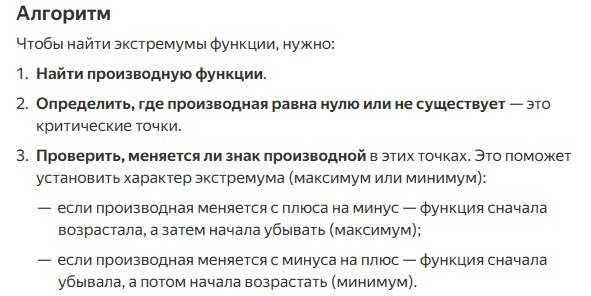 Алгоритм
Чтобы найти экстремумы функции, нужно:
1. Найти производную функции.
2. Определить, где производная равна нулю или не существует — это
критические точки.
3. Проверить, меняется ли знак производной в этих точках. Это поможет
установить характер экстремума (максимум или минимум):
— если производная меняется с плюса на минус — функция сначала
возрастала, а затем начала убывать (максимум);
— если производная меняется с минуса на плюс — функция сначала
убывала, а потом начала возрастать (минимум).